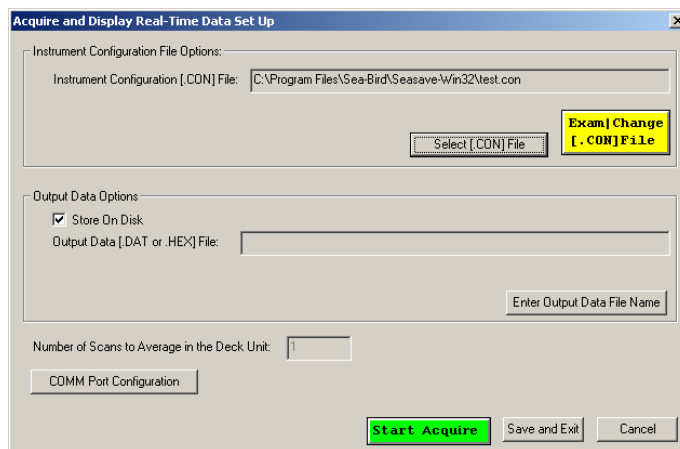 Acquire and Display Real-Time Data Set Up
Instrument Configuration File Options:
Instrument Configuration [.CON] File: C:\Program Files\Sea-Bird\Seasave-Win32\test.con
Select [.CON] File
Exam|Change
[.CON]File
Output Data Options
Store On Disk
Output Data [.DAT or .HEX] File:
Enter Output Data File Name
Number of Scans to Average in the Deck Unit: 1
COMM Port Configuration
Start Acquire Save and Exit Cancel